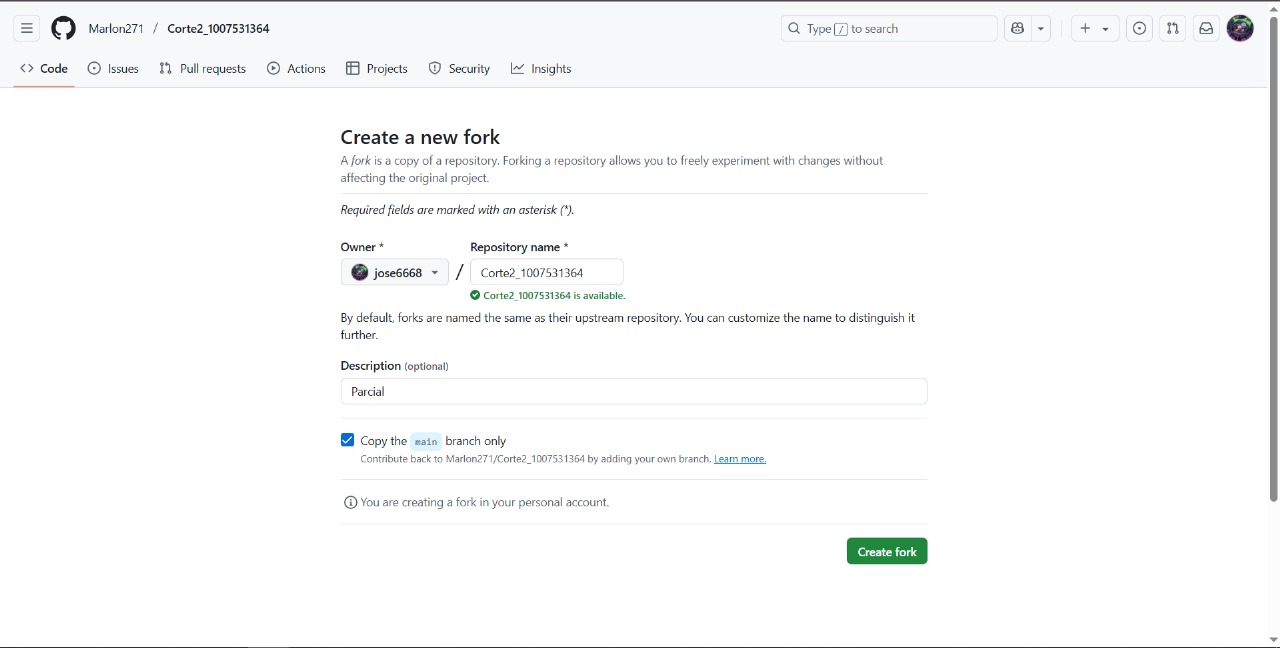 Marlon271 / Corte2_1007531364
Type / to search
Code Issues Pull requests Actions Projects Security Insights
Create a new fork
A fork is a copy of a repository. Forking a repository allows you to freely experiment with changes without
affecting the original project.
Required fields are marked with an asterisk (*).
Owner * Repository name *
jose6668 / Corte2_1007531364
Corte2_1007531364 is available.
By default, forks are named the same as their upstream repository. You can customize the name to distinguish it
further.
Description (optional)
Parcial
Copy the main branch only
Contribute back to Marlon271/Corte2_1007531364 by adding your own branch. Learn more.
You are creating a fork in your personal account.
Create fork